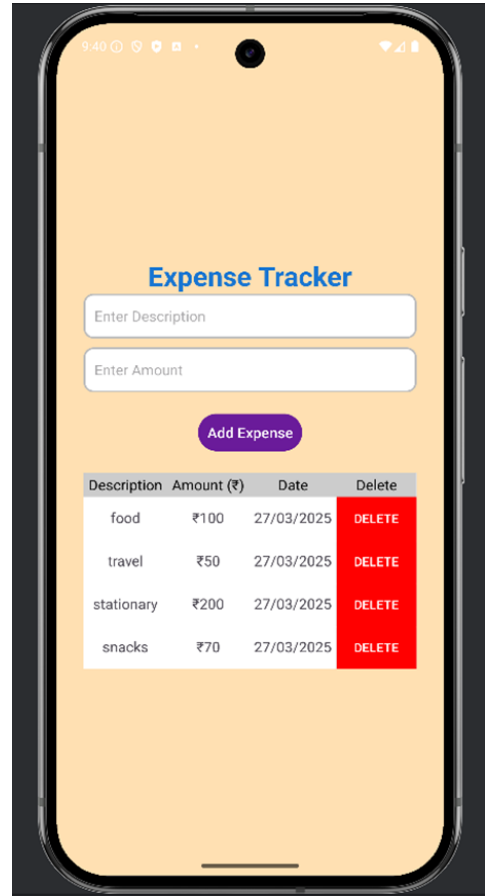 9:40
Expense Tracker
Enter Description
Enter Amount
Add Expense
Description Amount (₹) Date Delete
food ₹100 27/03/2025 DELETE
travel ₹50 27/03/2025 DELETE
stationary ₹200 27/03/2025 DELETE
snacks ₹70 27/03/2025 DELETE